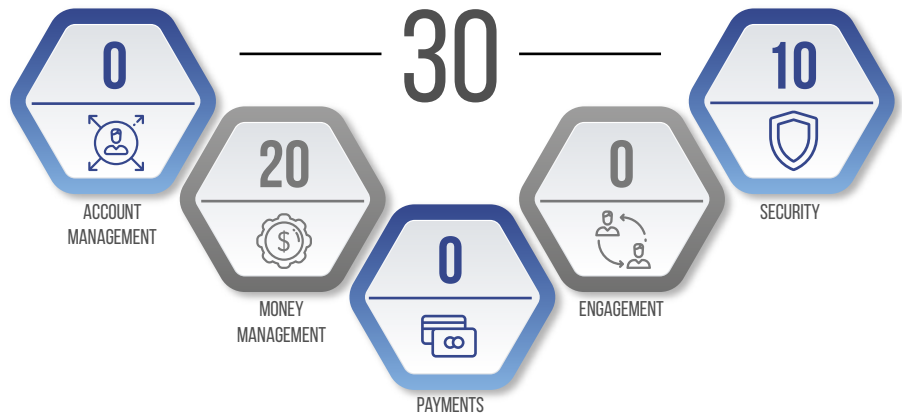 30
0
ACCOUNT
MANAGEMENT
20
$
MONEY
MANAGEMENT
0
PAYMENTS
0
ENGAGEMENT
10
SECURITY